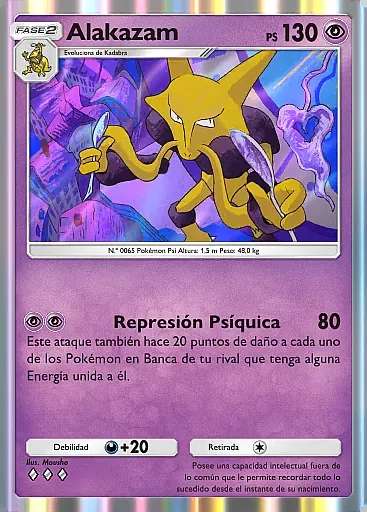 FASE2 Alakazam PS 130
Evoluciona de Kadabra
N.º 0065 Pokémon Psi Altura: 1.5 m Peso: 48.0 kg
Represión Psíquica 80
Este ataque también hace 20 puntos de daño a cada uno
de los Pokémon en Banca de tu rival que tenga alguna
Energía unida a él.
Debilidad +20 Retirada
Ilus. Mousho
Posee una capacidad intelectual fuera de
lo común que le permite recordar todo lo
sucedido desde el instante de su nacimiento.